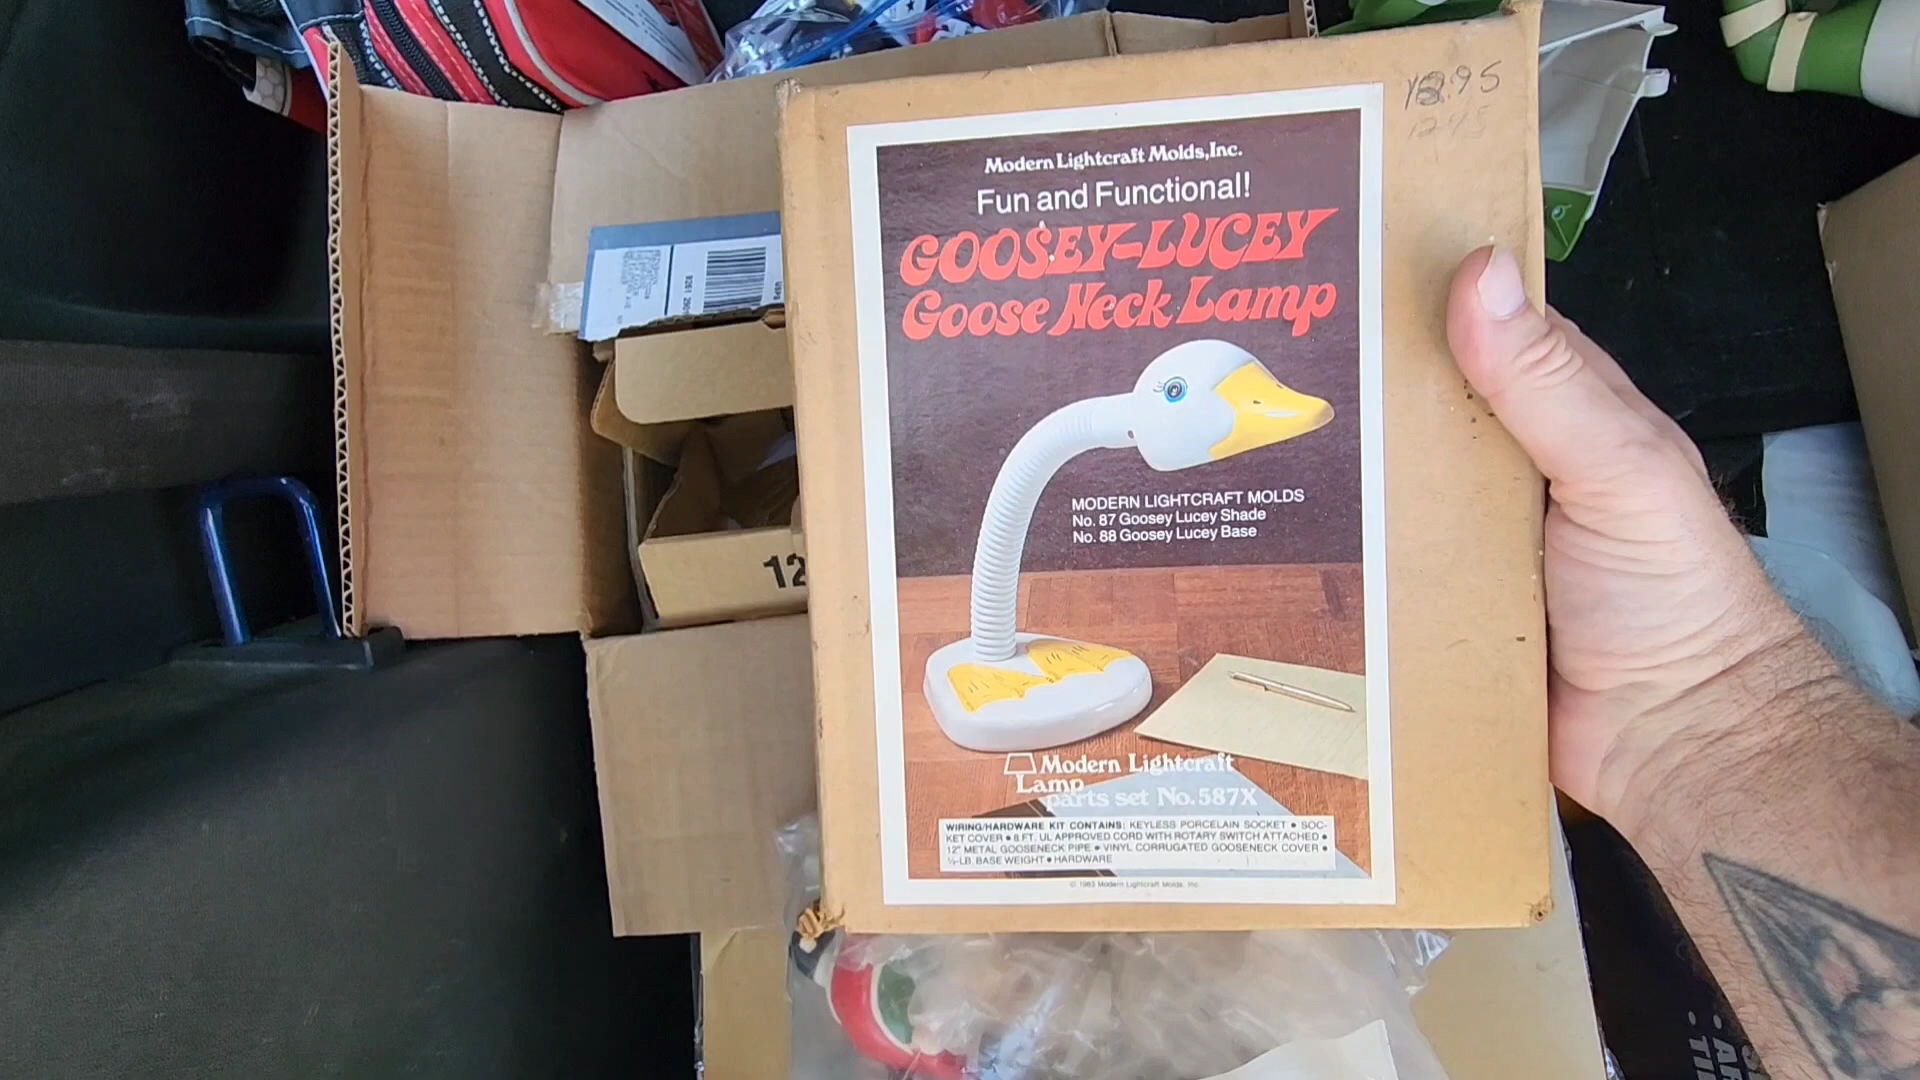 12.95
Modern Lightcraft Molds,Inc.
Fun and Functional!
GOOSEY-LUCEY
Goose Neck Lamp
MODERN LIGHTCRAFT MOLDS
No. 87 Goosey Lucey Shade
No. 88 Goosey Lucey Base
Modern Lightcraft
Lamp
parts set No. 587X
WIRING/HARDWARE KIT CONTAINS: KEYLESS PORCELAIN SOCKET • SOC-
KET COVER • 8 FT. UL APPROVED CORD WITH ROTARY SWITCH ATTACHED •
12" METAL GOOSENECK PIPE • VINYL CORRUGATED GOOSENECK COVER •
½-LB. BASE WEIGHT • HARDWARE
© 1983 Modern Lightcraft Molds, Inc.
12